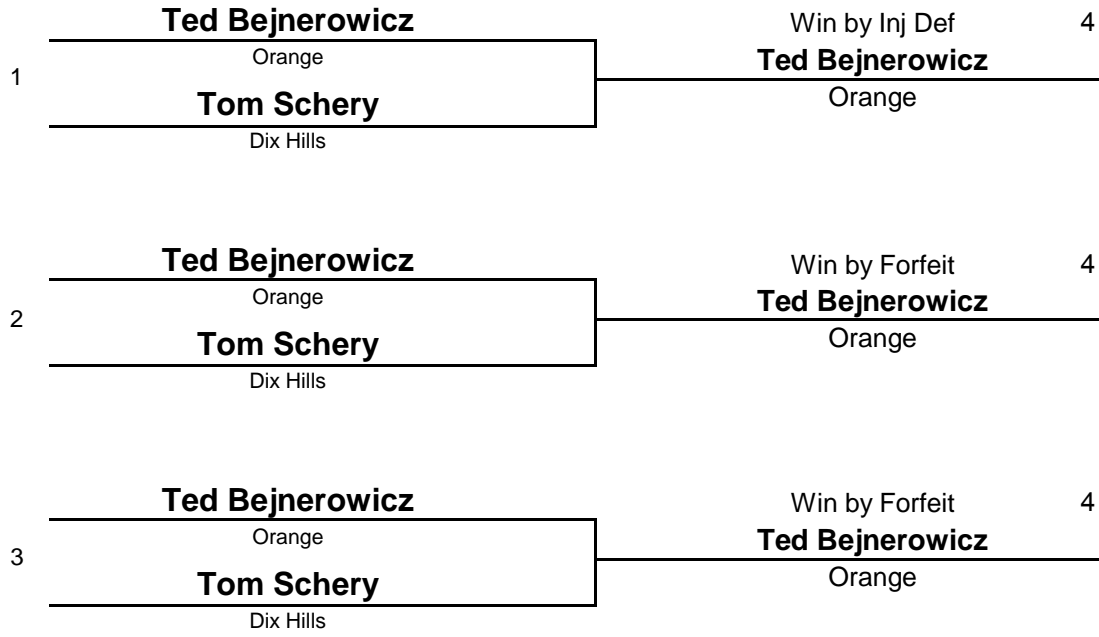 Ted Bejnerowicz
Win by Inj Def 4
Orange
Ted Bejnerowicz
1
Tom Schery
Orange
Dix Hills
Ted Bejnerowicz
Win by Forfeit 4
Orange
Ted Bejnerowicz
2
Tom Schery
Orange
Dix Hills
Ted Bejnerowicz
Win by Forfeit 4
Orange
Ted Bejnerowicz
3
Tom Schery
Orange
Dix Hills